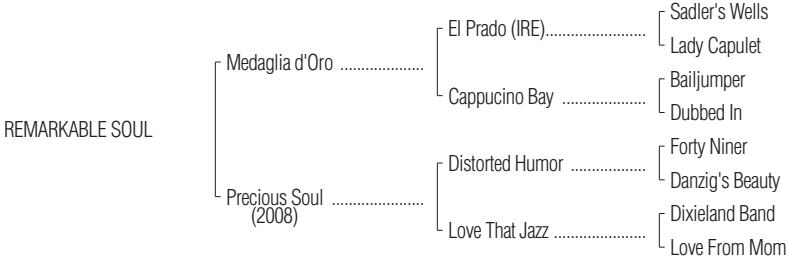 Sadler's Wells
El Prado (IRE)........................
Lady Capulet
Medaglia d'Oro ....................
Bailjumper
Cappucino Bay ....................
Dubbed In
REMARKABLE SOUL
Forty Niner
Distorted Humor ..................
Danzig's Beauty
Precious Soul ......................
(2008)
Dixieland Band
Love That Jazz ......................
Love From Mom